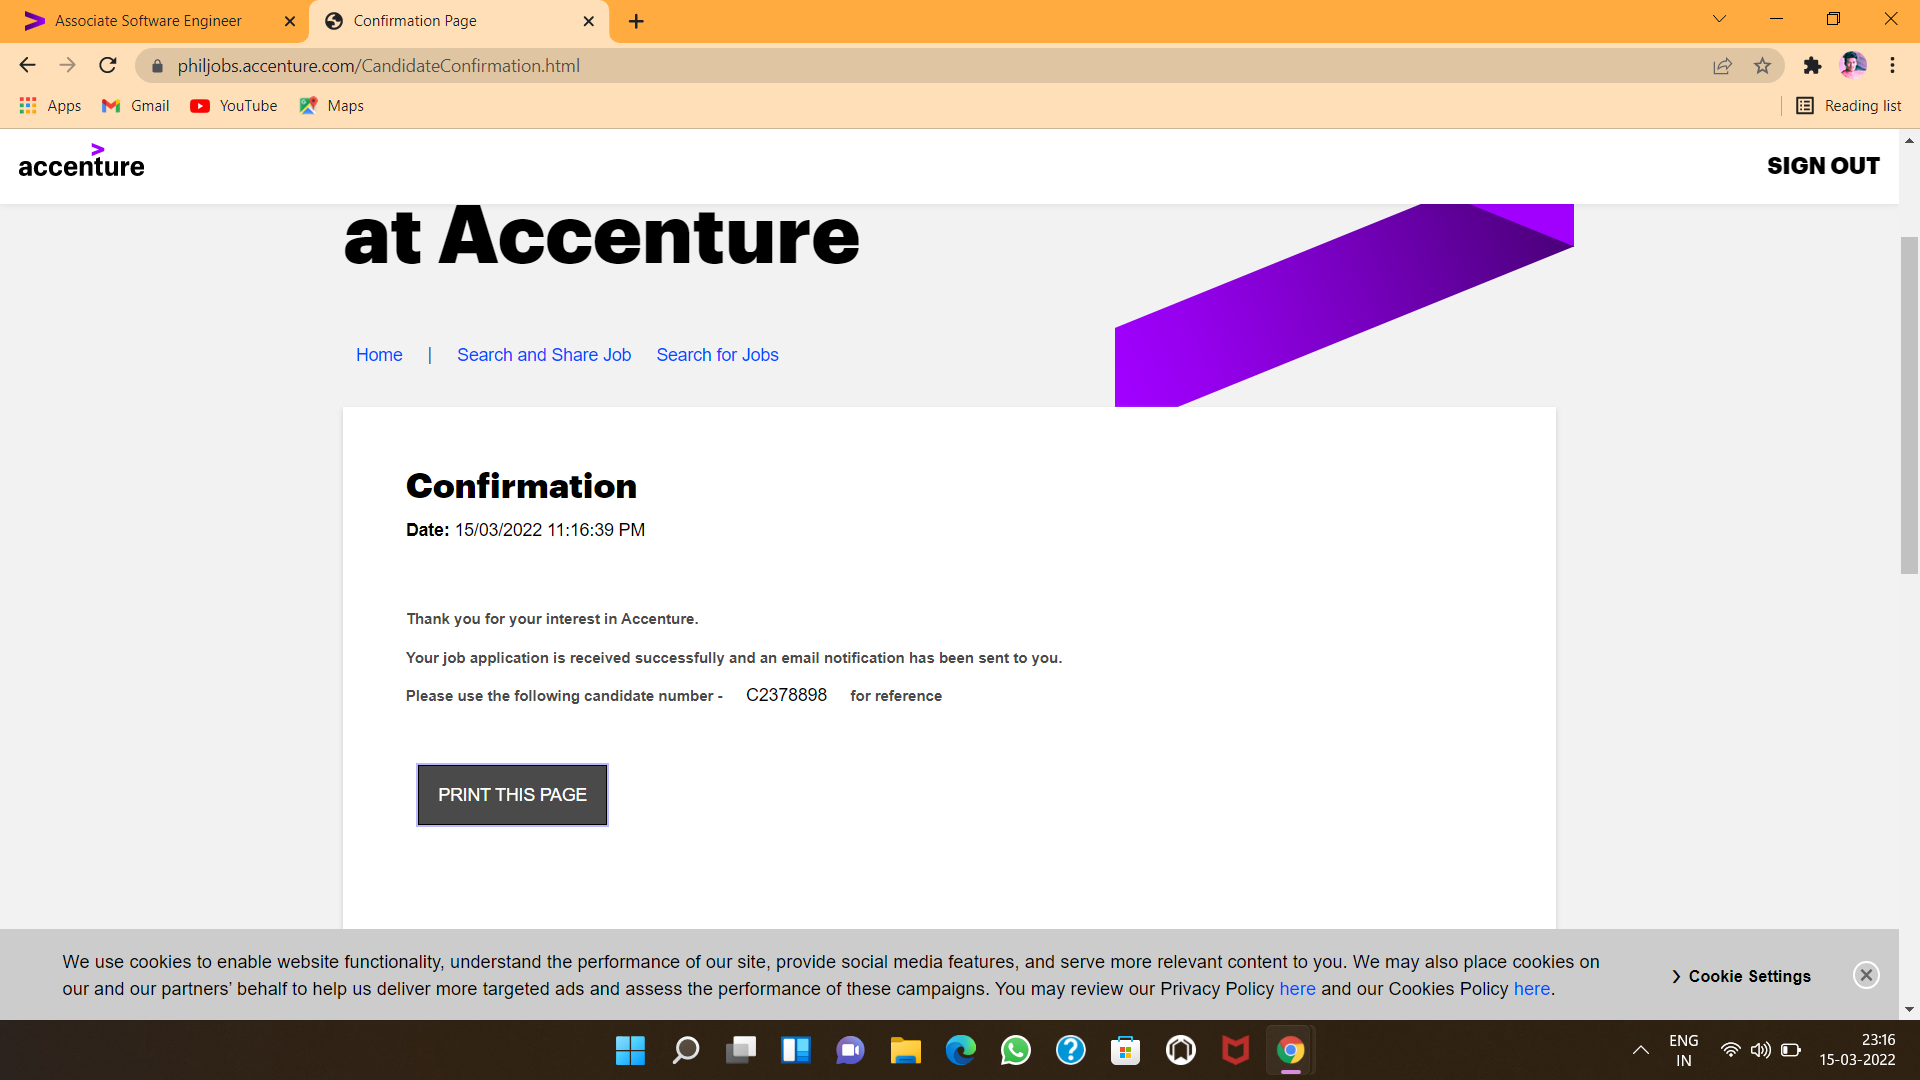 Associate Software Engineer
Confirmation Page
philjobs.accenture.com/CandidateConfirmation.html
Apps
Gmail
YouTube
Maps
Reading list
accenture
SIGN OUT
at Accenture
Home | Search and Share Job Search for Jobs
Confirmation
Date: 15/03/2022 11:16:39 PM
Thank you for your interest in Accenture.
Your job application is received successfully and an email notification has been sent to you.
Please use the following candidate number - C2378898 for reference
PRINT THIS PAGE
We use cookies to enable website functionality, understand the performance of our site, provide social media features, and serve more relevant content to you. We may also place cookies on
our and our partners’ behalf to help us deliver more targeted ads and assess the performance of these campaigns. You may review our Privacy Policy here and our Cookies Policy here.
Cookie Settings
ENG
IN
23:16
15-03-2022